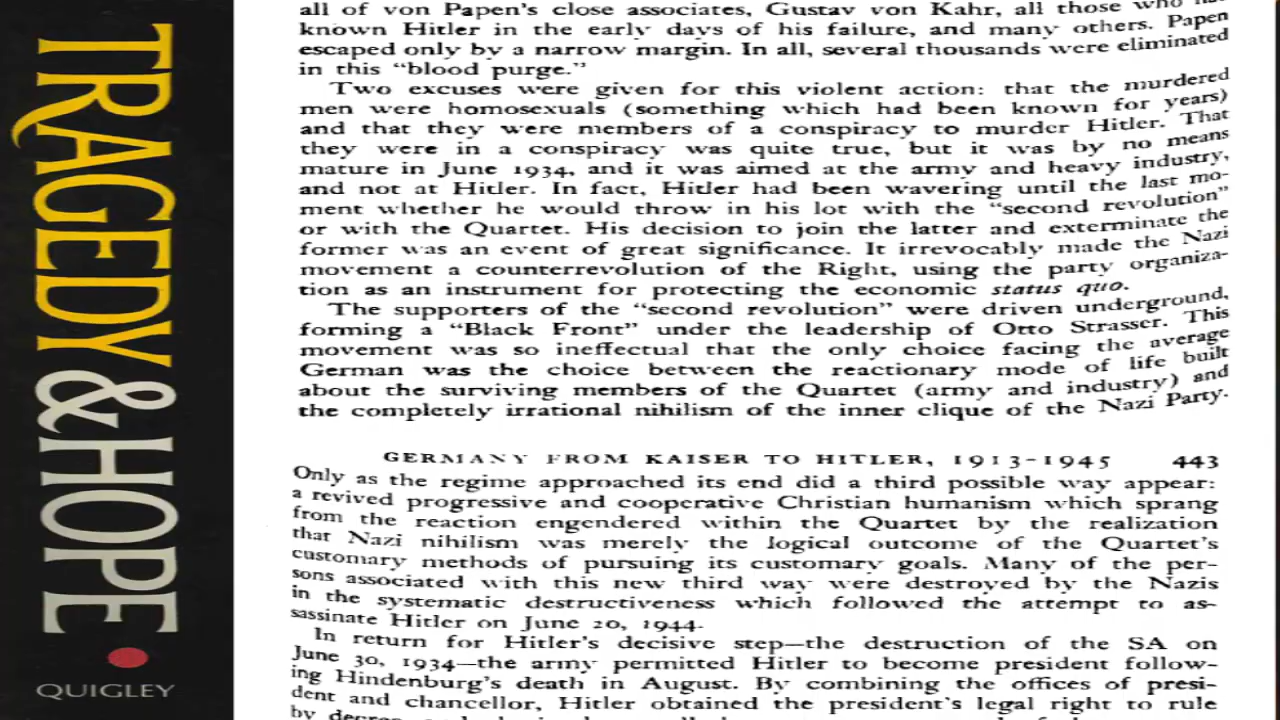 TRAGEDY & HOPE
QUIGLEY
all of von Papen's close associates, Gustav von Kahr, all those who had
known Hitler in the early days of his failure, and many others. Papen
escaped only by a narrow margin. In all, several thousands were eliminated
in this "blood purge."
Two excuses were given for this violent action: that the murdered
men were homosexuals (something which had been known for years)
and that they were members of a conspiracy to murder Hitler. That
they were in a conspiracy was quite true, but it was by no means
mature in June 1934, and it was aimed at the army and heavy industry,
and not at Hitler. In fact, Hitler had been wavering until the last mo-
ment whether he would throw in his lot with the "second revolution"
or with the Quartet. His decision to join the latter and exterminate the
former was an event of great significance. It irrevocably made the Nazi
movement a counterrevolution of the Right, using the party organiza-
tion as an instrument for protecting the economic status quo.
The supporters of the "second revolution" were driven underground,
forming a "Black Front" under the leadership of Otto Strasser. This
movement was so ineffectual that the only choice facing the average
German was the choice between the reactionary mode of life built
about the surviving members of the Quartet (army and industry) and
the completely irrational nihilism of the inner clique of the Nazi Party.
GERMANY FROM KAISER TO HITLER, 1913-1945 443
Only as the regime approached its end did a third possible way appear:
a revived progressive and cooperative Christian humanism which sprang
from the reaction engendered within the Quartet by the realization
that Nazi nihilism was merely the logical outcome of the Quartet's
customary methods of pursuing its customary goals. Many of the per-
sons associated with this new third way were destroyed by the Nazis
in the systematic destructiveness which followed the attempt to as-
sassinate Hitler on June 20, 1944.
In return for Hitler's decisive step—the destruction of the SA on
June 30, 1934—the army permitted Hitler to become president follow-
ing Hindenburg's death in August. By combining the offices of presi-
dent and chancellor, Hitler obtained the president's legal right to rule
by decree